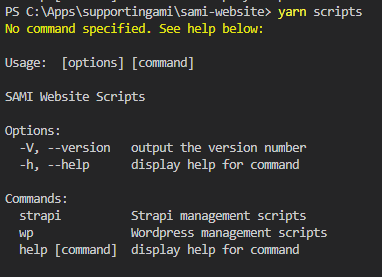 PS C:\Apps\supportingami\sami-website> yarn scripts
No command specified. See help below:
Usage:  [options] [command]
SAMI Website Scripts
Options:
  -V, --version   output the version number
  -h, --help      display help for command
Commands:
  strapi          Strapi management scripts
  wp              Wordpress management scripts
  help [command]  display help for command